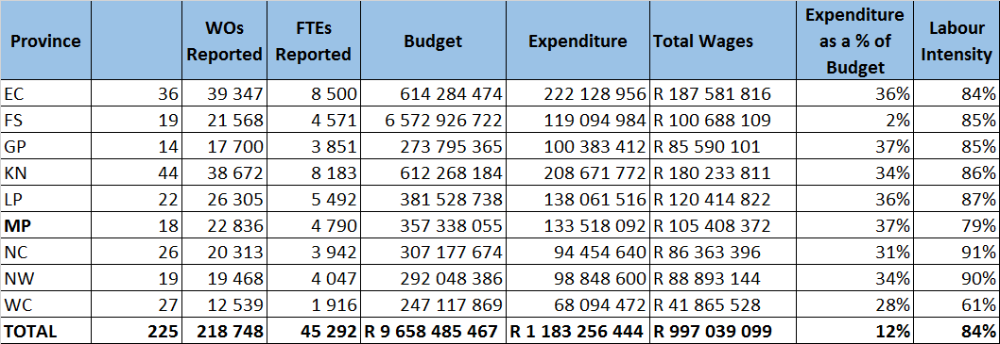 Province WOs Reported FTEs Reported Budget Expenditure Total Wages Expenditure as a % of Budget Labour Intensity
EC 36 39 347 8 500 614 284 474 222 128 956 R 187 581 816 36% 84%
FS 19 21 568 4 571 6 572 926 722 119 094 984 R 100 688 109 2% 85%
GP 14 17 700 3 851 273 795 365 100 383 412 R 85 590 101 37% 85%
KN 44 38 672 8 183 612 268 184 208 671 772 R 180 233 811 34% 86%
LP 22 26 305 5 492 381 528 738 138 061 516 R 120 414 822 36% 87%
MP 18 22 836 4 790 357 338 055 133 518 092 R 105 408 372 37% 79%
NC 26 20 313 3 942 307 177 674 94 454 640 R 86 363 396 31% 91%
NW 19 19 468 4 047 292 048 386 98 848 600 R 88 893 144 34% 90%
WC 27 12 539 1 916 247 117 869 68 094 472 R 41 865 528 28% 61%
TOTAL 225 218 748 45 292 R 9 658 485 467 R 1 183 256 444 R 997 039 099 12% 84%